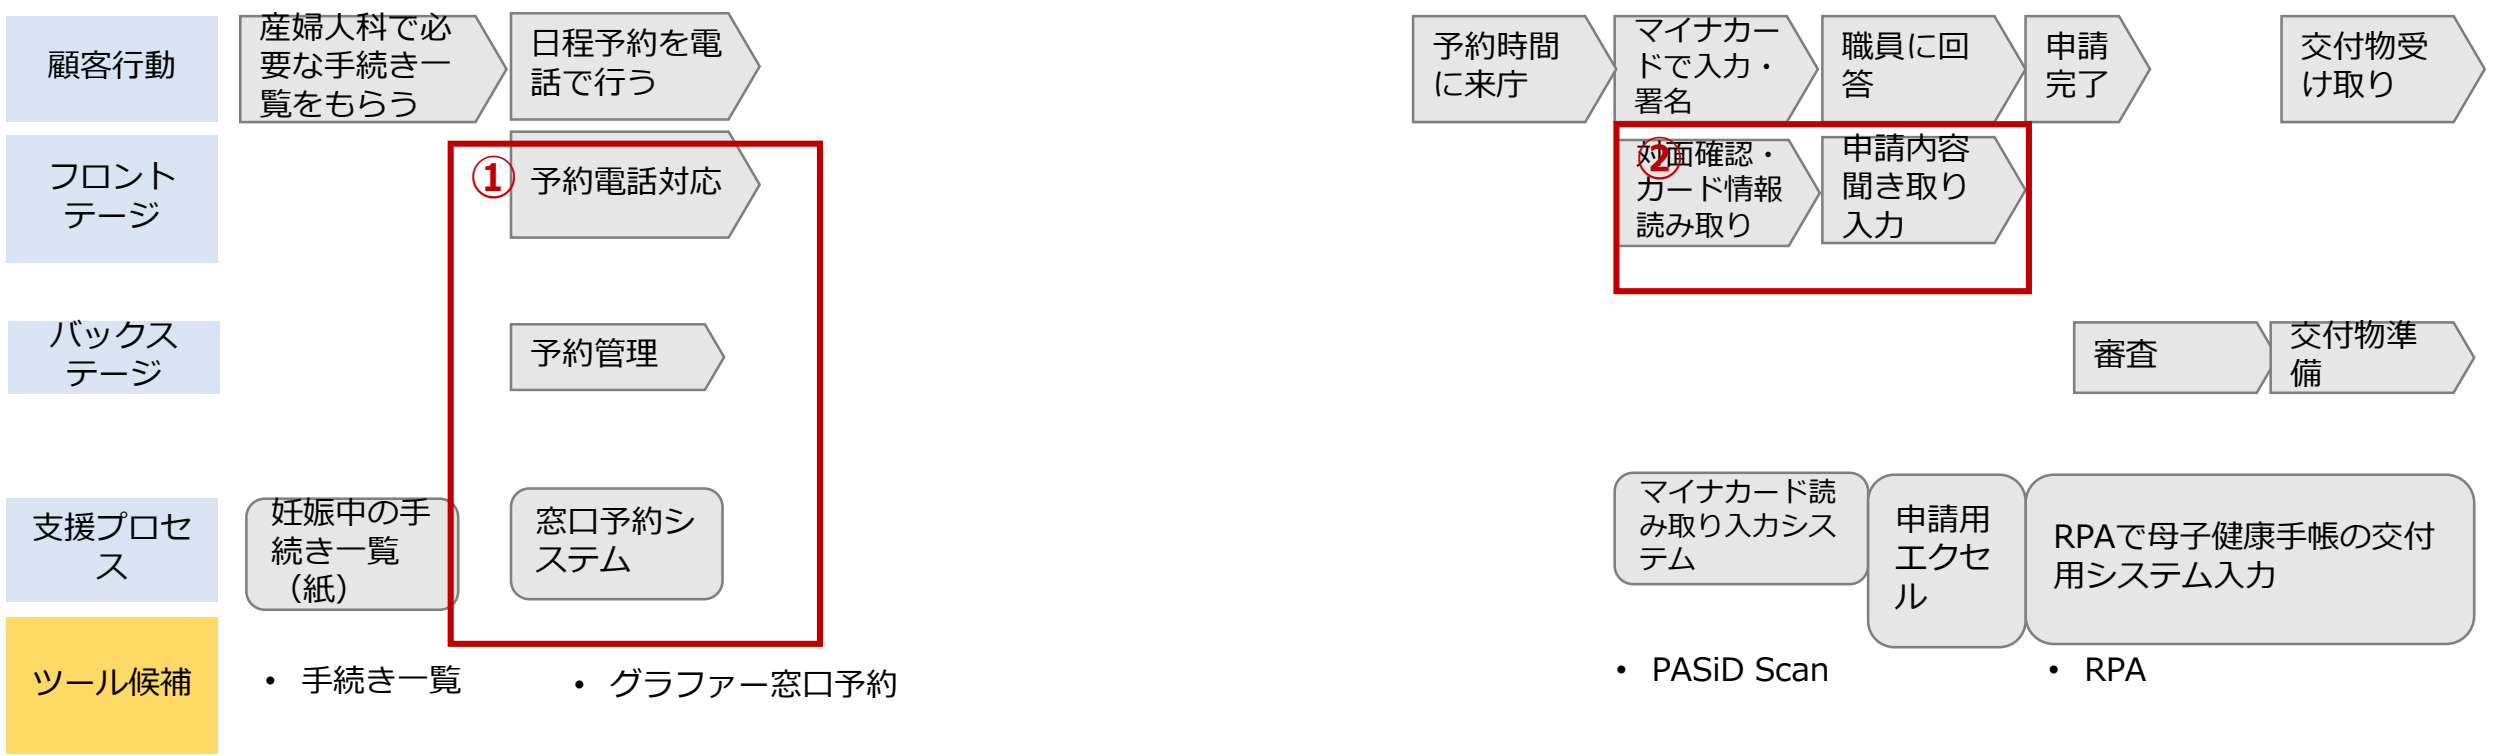 顧客行動
産婦人科で必
要な手続き一
覧をもらう
日程予約を電
話で行う
予約時間
に来庁
マイナカー
ドで入力・
署名
職員に回
答
申請
完了
交付物受
け取り
フロント
テージ
①
予約電話対応
②
対面確認・
カード情報
読み取り
申請内容
聞き取り
入力
バックス
テージ
予約管理
審査
交付物準
備
支援プロセ
ス
妊娠中の手
続き一覧
（紙）
窓口予約シ
ステム
マイナカード読
み取り入力シス
テム
申請用
エクセ
ル
RPAで母子健康手帳の交付
用システム入力
ツール候補
• 手続き一覧
• グラファー窓口予約
• PASiD Scan
• RPA